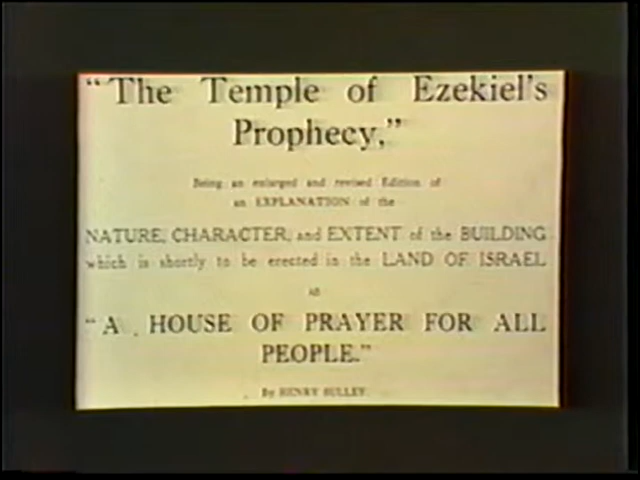 “The Temple of Ezekiel's
Prophecy,”
Being an enlarged and revised Edition of
an EXPLANATION of the
NATURE, CHARACTER, and EXTENT of the BUILDING
which is shortly to be erected in the LAND OF ISRAEL
AS
“A HOUSE OF PRAYER FOR ALL
PEOPLE.”
By HENRY SULLEY.